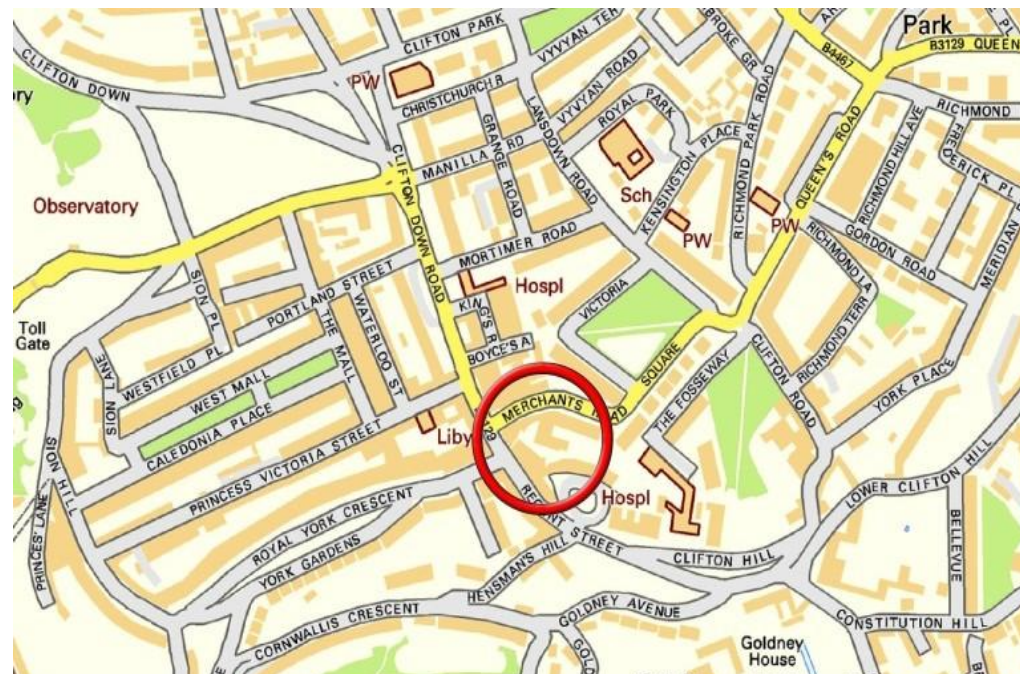 Park
CLIFTON PARK
VYVYAN TER
B4467
B3129 QUEEN
CLIFTON DOWN
PW
CHRISTCHURCH R
VYVYAN ROAD
RICHMOND PARK ROAD
RICHMOND
LANSDOWN ROAD
ROYAL PARK
QUEEN'S ROAD
RICHMOND HILL AVE
FREDERICK PL
GRANGE ROAD
MANILLA RD
KENSINGTON PLACE
Observatory
CLIFTON DOWN ROAD
Sch
PW
PW
MORTIMER ROAD
GORDON ROAD
MERIDIAN
RICHMOND LA
SION PL
PORTLAND STREET
Hospl
VICTORIA
RICHMOND TERR
KING'S R
Toll
Gate
THE MALL
WATERLOO ST
BOYCE'S A
SQUARE
WESTFIELD PL
CLIFTON ROAD
SION LANE
WEST MALL
MERCHANTS
THE FOSSEWAY
YORK PLACE
CALEDONIA PLACE
Liby
PRINCESS VICTORIA STREET
SION HILL
Hospl
LOWER CLIFTON HILL
ROYAL YORK CRESCENT
REGENT STREET
PRINCES' LANE
YORK GARDENS
HENSMAN'S HILL
CLIFTON HILL
BELLEVUE
CORNWALLIS CRESCENT
GOLDNEY AVENUE
CONSTITUTION HILL
Goldney
House